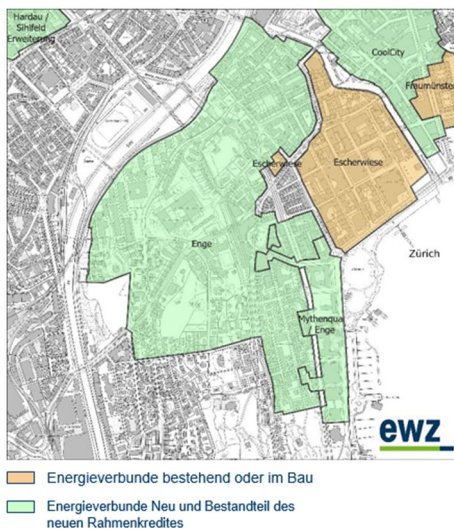 Hardau /
Sihlfeld
Erweiterung
CoolCity
Fraumünster
Escherwiese
Escherwiese
Enge
Zürich
Mythenquai
/ Enge
ewz
Energieverbunde bestehend oder im Bau
Energieverbunde Neu und Bestandteil des
neuen Rahmenkredites